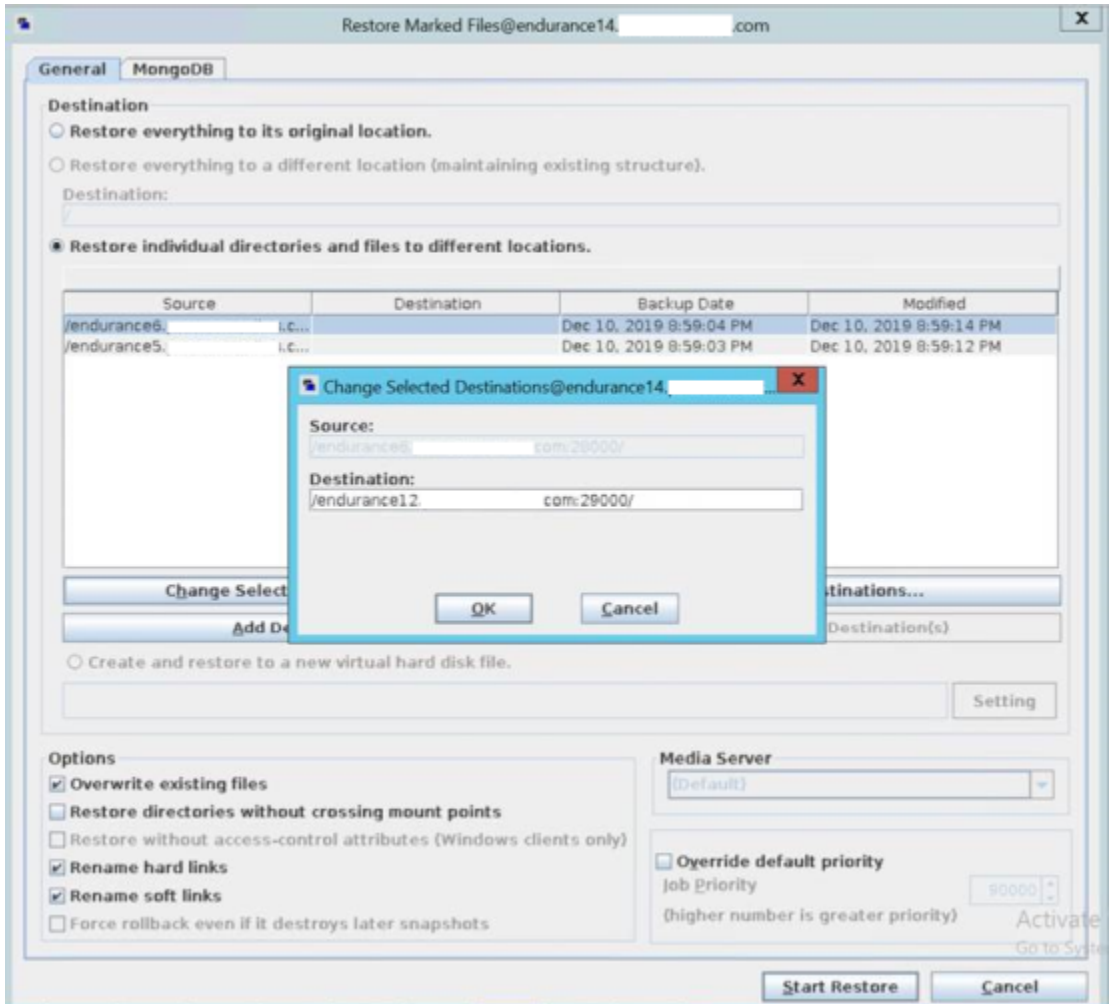 Restore Marked Files@endurance14. .com
General MongoDB
Destination
Restore everything to its original location.
Restore everything to a different location (maintaining existing structure).
Destination:
/
Restore individual directories and files to different locations.
Source Destination Backup Date Modified
/endurance6. .c... Dec 10, 2019 8:59:04 PM Dec 10, 2019 8:59:14 PM
/endurance5. .c... Dec 10, 2019 8:59:03 PM Dec 10, 2019 8:59:12 PM
Change Selected Destinations@endurance14. ...
Source:
/endurance6. com:28000/
Destination:
/endurance12. com:29000/
OK Cancel
Change Select tinations...
Add De Destination(s)
Create and restore to a new virtual hard disk file.
Setting
Options
Overwrite existing files
Restore directories without crossing mount points
Restore without access-control attributes (Windows clients only)
Rename hard links
Rename soft links
Force rollback even if it destroys later snapshots
Media Server
(Default)
Override default priority
Job Priority 90000
(higher number is greater priority)
Activate
Go to Syste
Start Restore Cancel